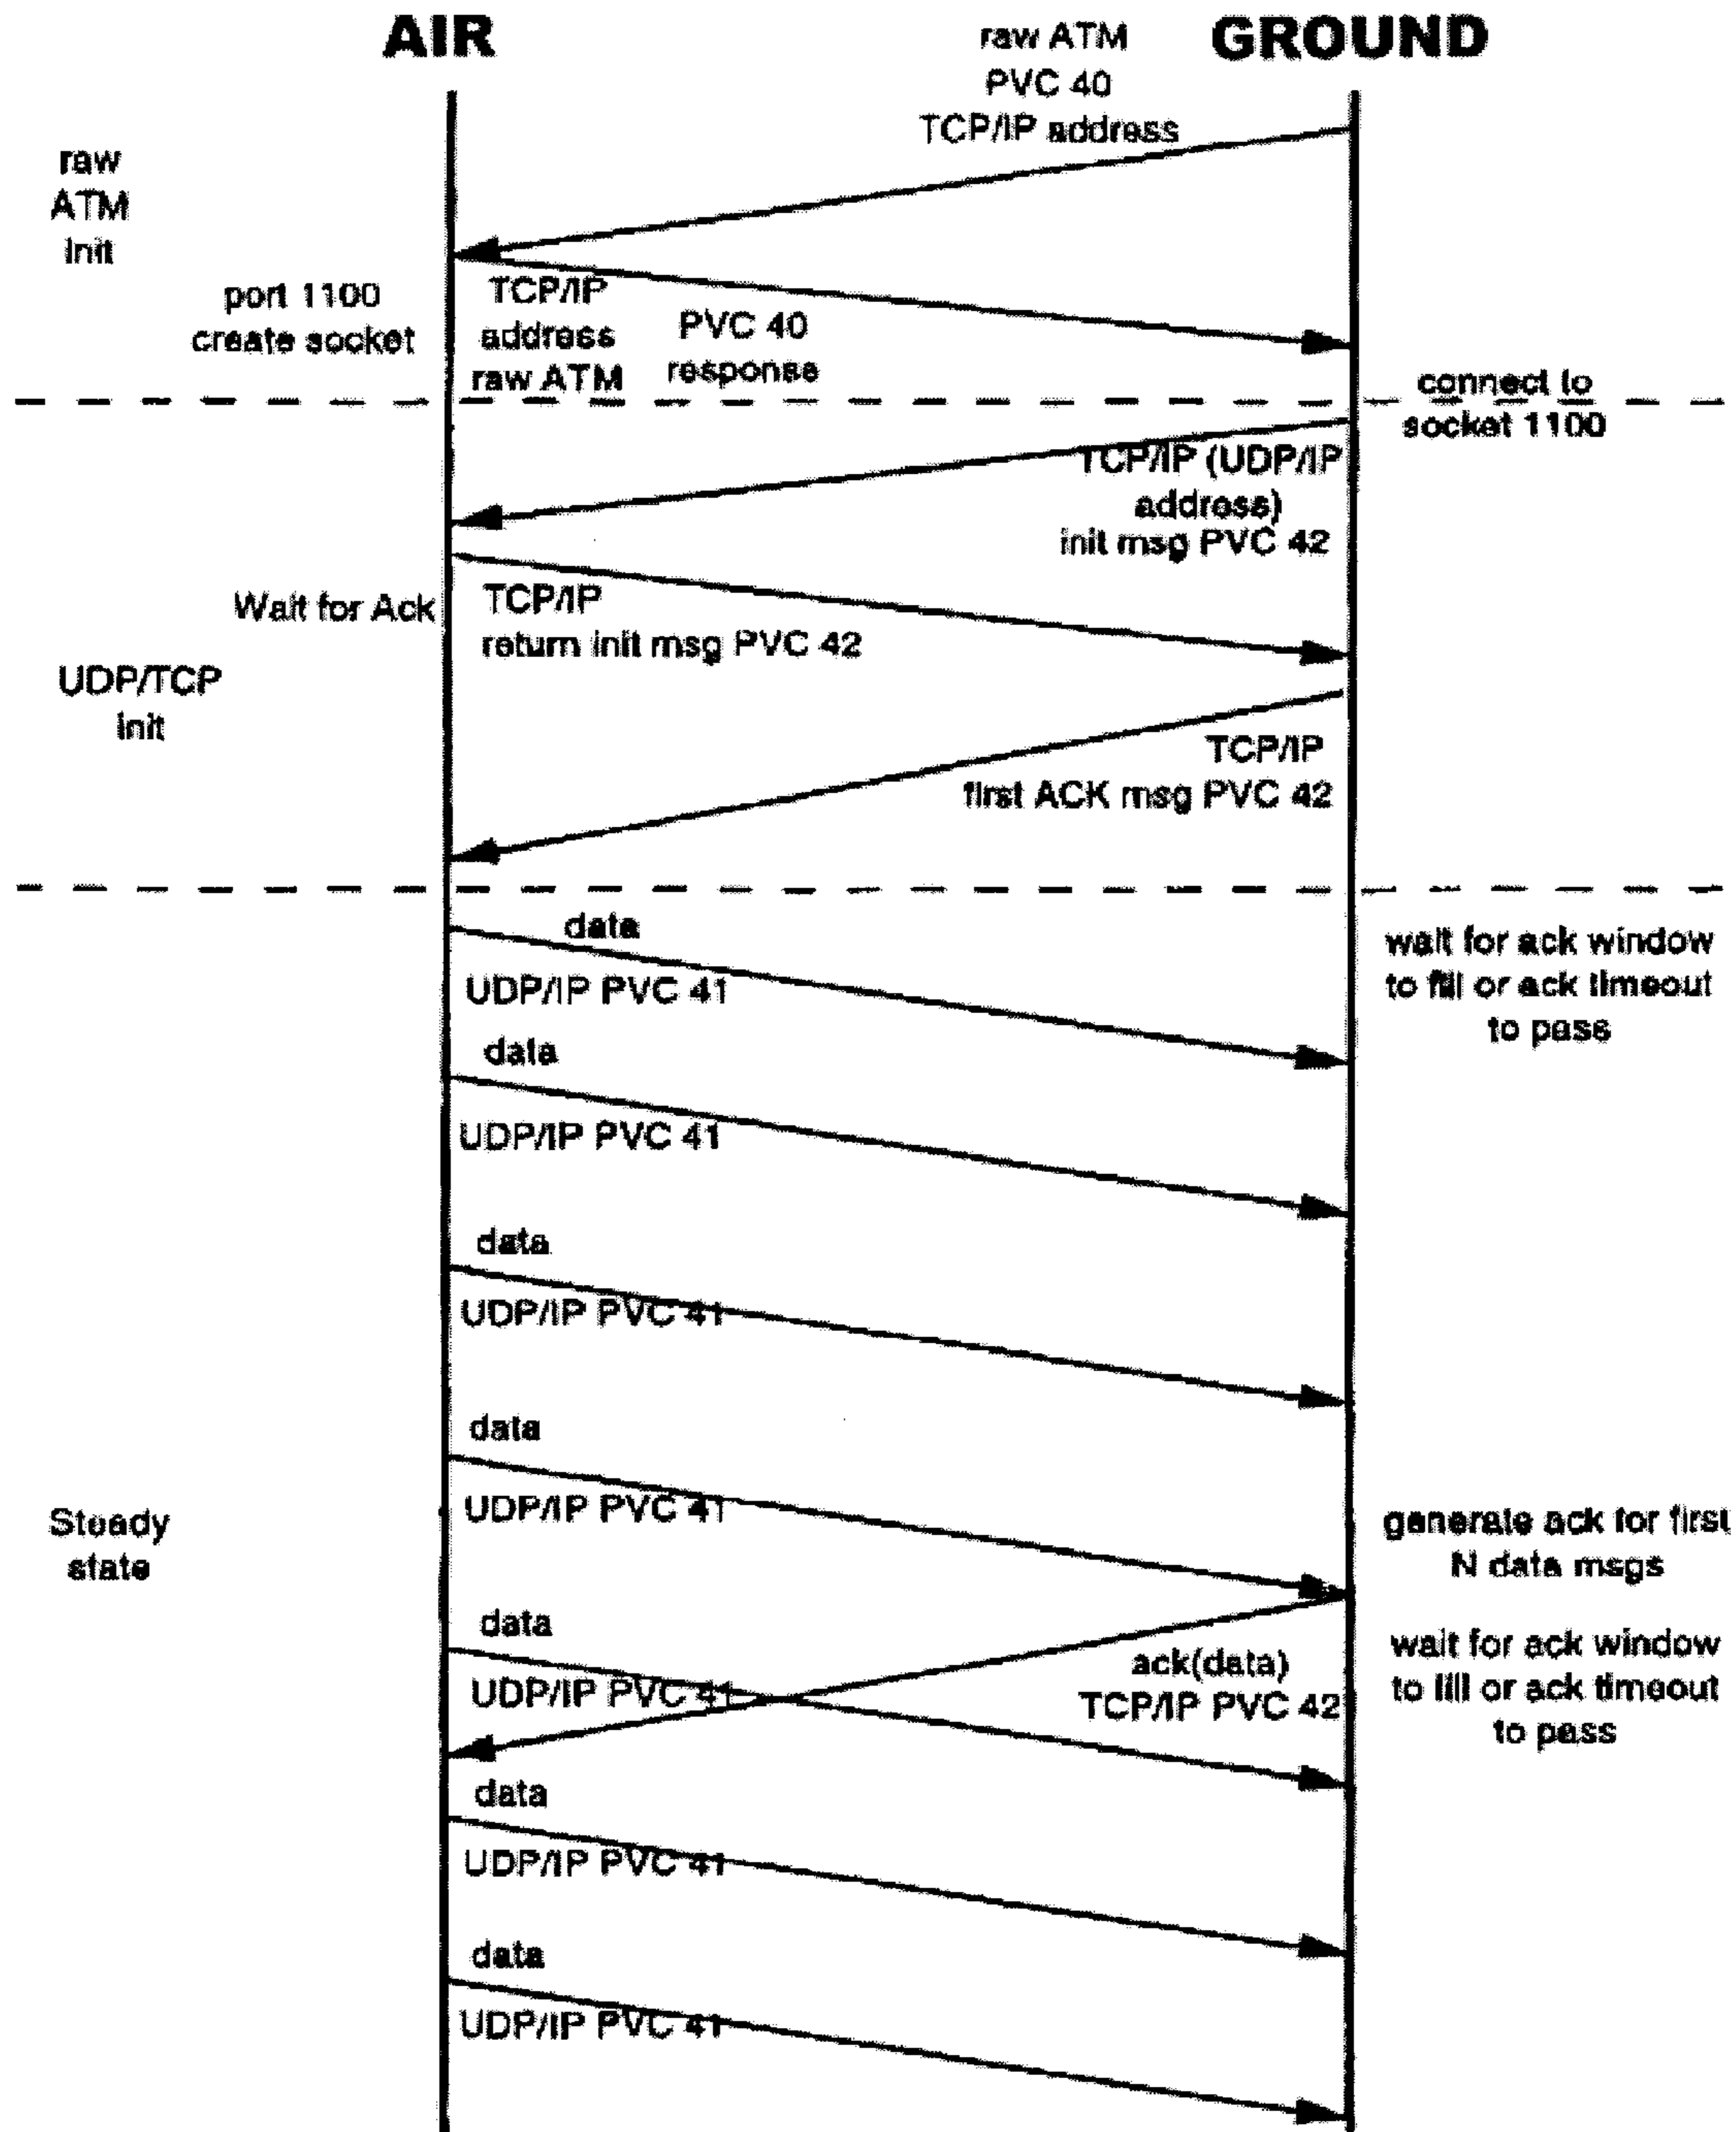 AIR
GROUND
raw ATM
PVC 40
TCP/IP address
raw
ATM
init
port 1100
create socket
TCP/IP
address
raw ATM
PVC 40
response
connect to
socket 1100
TCP/IP (UDP/IP
address)
init msg PVC 42
Wait for Ack
TCP/IP
return init msg PVC 42
UDP/TCP
init
TCP/IP
first ACK msg PVC 42
data
UDP/IP PVC 41
wait for ack window
to fill or ack timeout
to pass
data
UDP/IP PVC 41
data
UDP/IP PVC 41
data
UDP/IP PVC 41
Steady
state
generate ack for first
N data msgs
data
UDP/IP PVC 41
ack(data)
TCP/IP PVC 42
wait for ack window
to fill or ack timeout
to pass
data
UDP/IP PVC 41
data
UDP/IP PVC 41